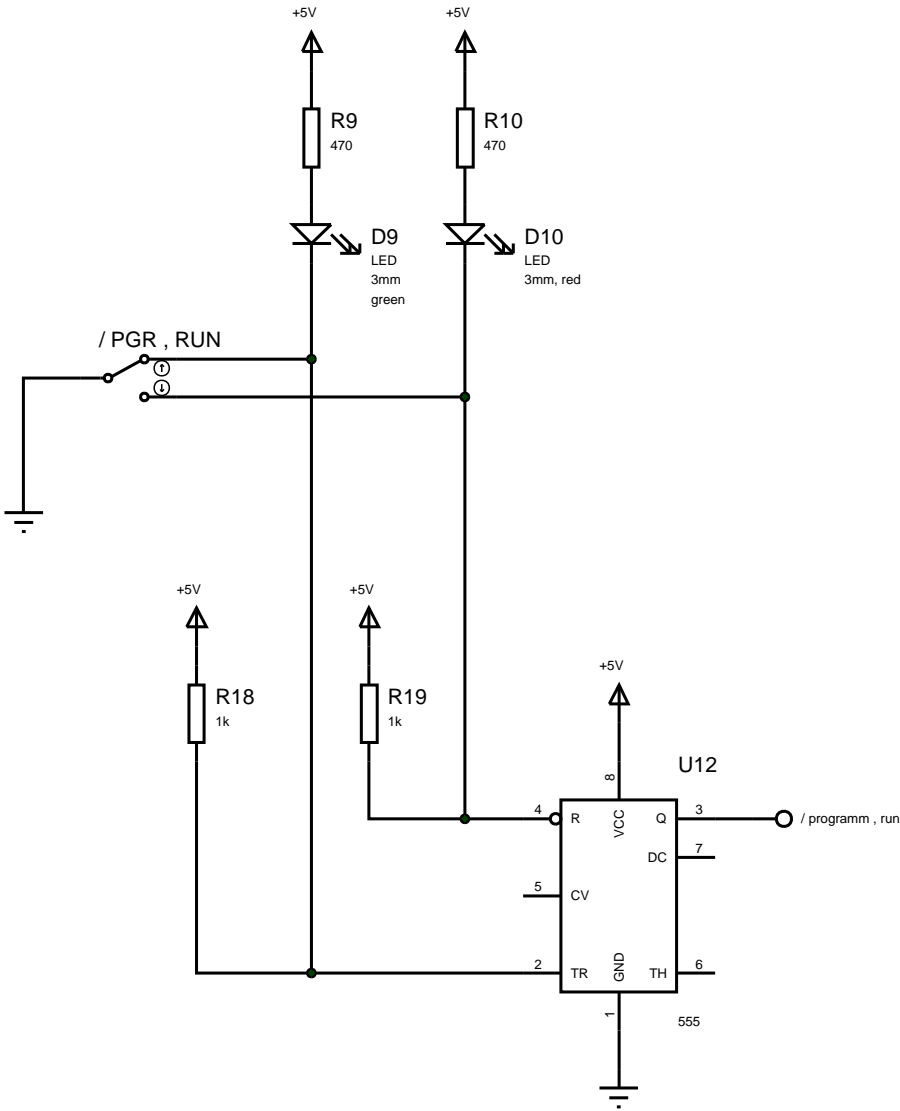 +5V
+5V
R9
470
R10
470
D9
LED
3mm
green
D10
LED
3mm, red
/ PGR , RUN
+5V
+5V
+5V
R18
1k
R19
1k
U12
8
VCC
4
R
Q
3
/ programm , run
DC
7
5
CV
2
TR
GND
TH
6
1
555